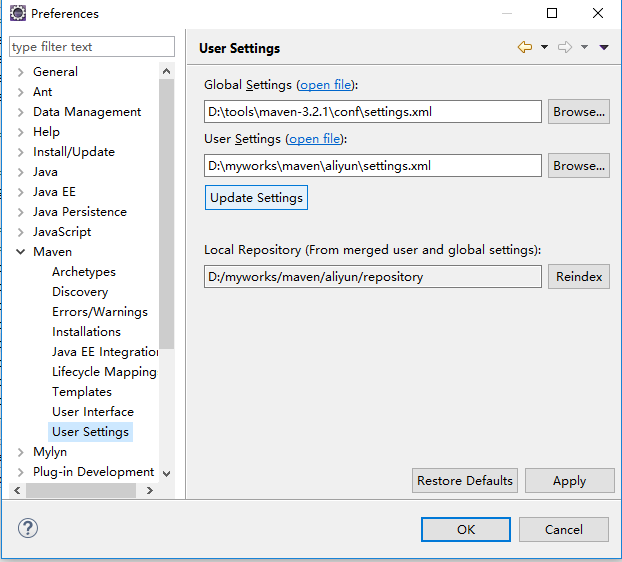 Preferences
type filter text
General
Ant
Data Management
Help
Install/Update
Java
Java EE
Java Persistence
JavaScript
Maven
Archetypes
Discovery
Errors/Warnings
Installations
Java EE Integration
Lifecycle Mapping
Templates
User Interface
User Settings
Mylyn
Plug-in Development
User Settings
Global Settings (open file):
D:\tools\maven-3.2.1\conf\settings.xml
Browse...
User Settings (open file):
D:\myworks\maven\aliyun\settings.xml
Browse...
Update Settings
Local Repository (From merged user and global settings):
D:/myworks/maven/aliyun/repository
Reindex
Restore Defaults
Apply
?
OK
Cancel